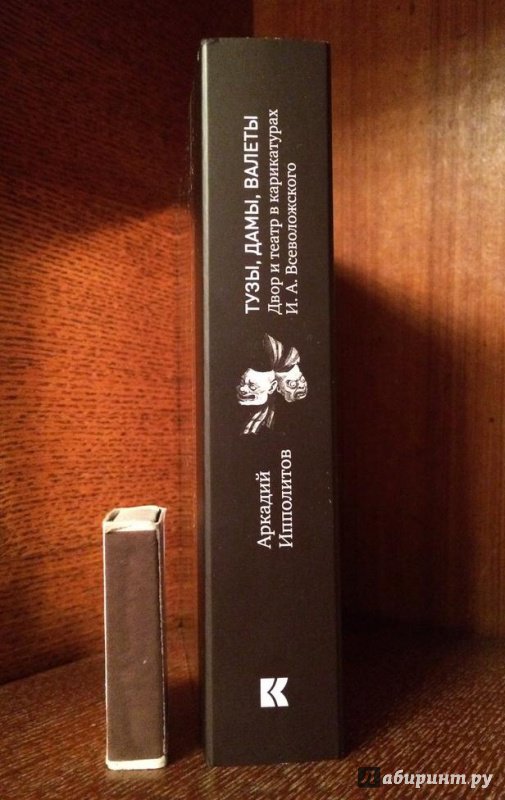 Аркадий
Ипполитов
ТУЗЫ, ДАМЫ, ВАЛЕТЫ
Двор и театр в карикатурах
И. А. Всеволожского
Лабиринт.ру